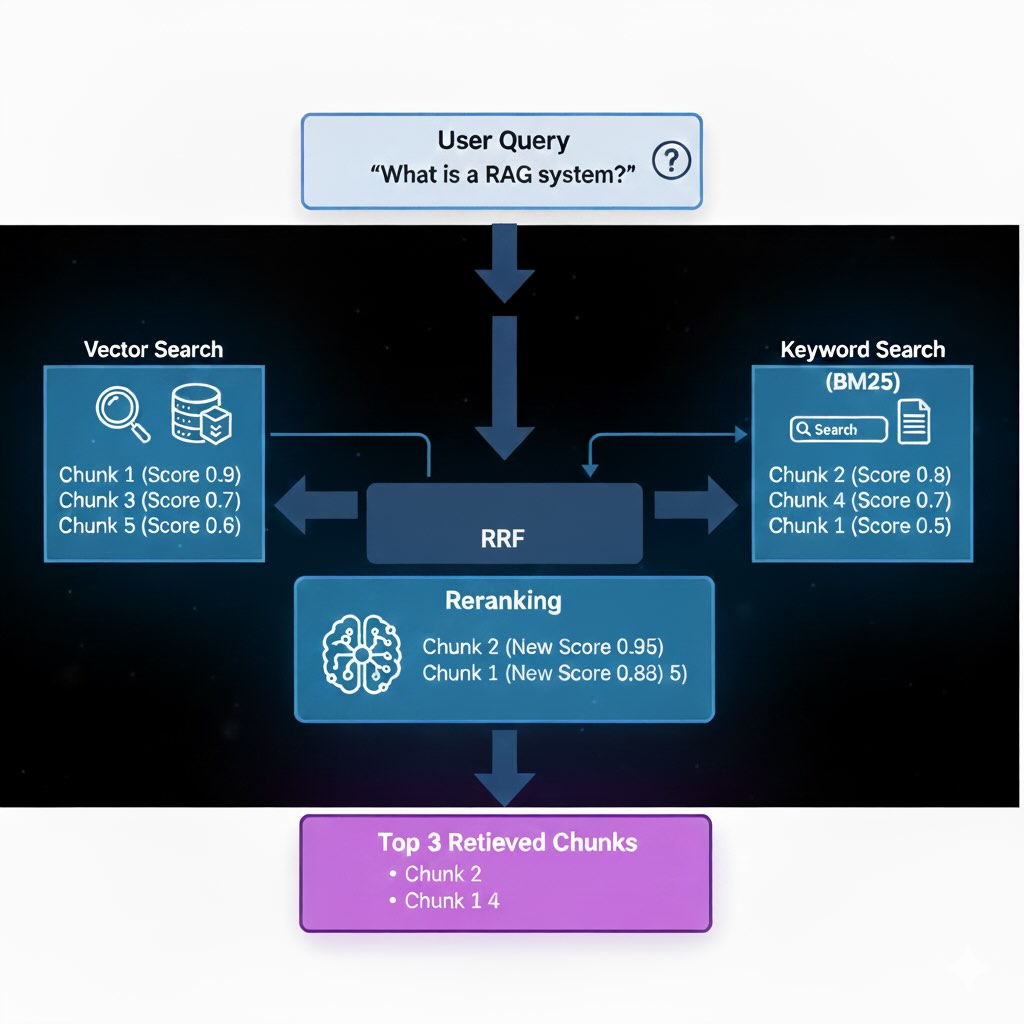 User Query
“What is a RAG system?”
?
Vector Search
Chunk 1 (Score 0.9)
Chunk 3 (Score 0.7)
Chunk 5 (Score 0.6)
Keyword Search
(BM25)
Search
Chunk 2 (Score 0.8)
Chunk 4 (Score 0.7)
Chunk 1 (Score 0.5)
RRF
Reranking
Chunk 2 (New Score 0.95)
Chunk 1 (New Score 0.88) 5)
Top 3 Retieved Chunks
• Chunk 2
• Chunk 1 4